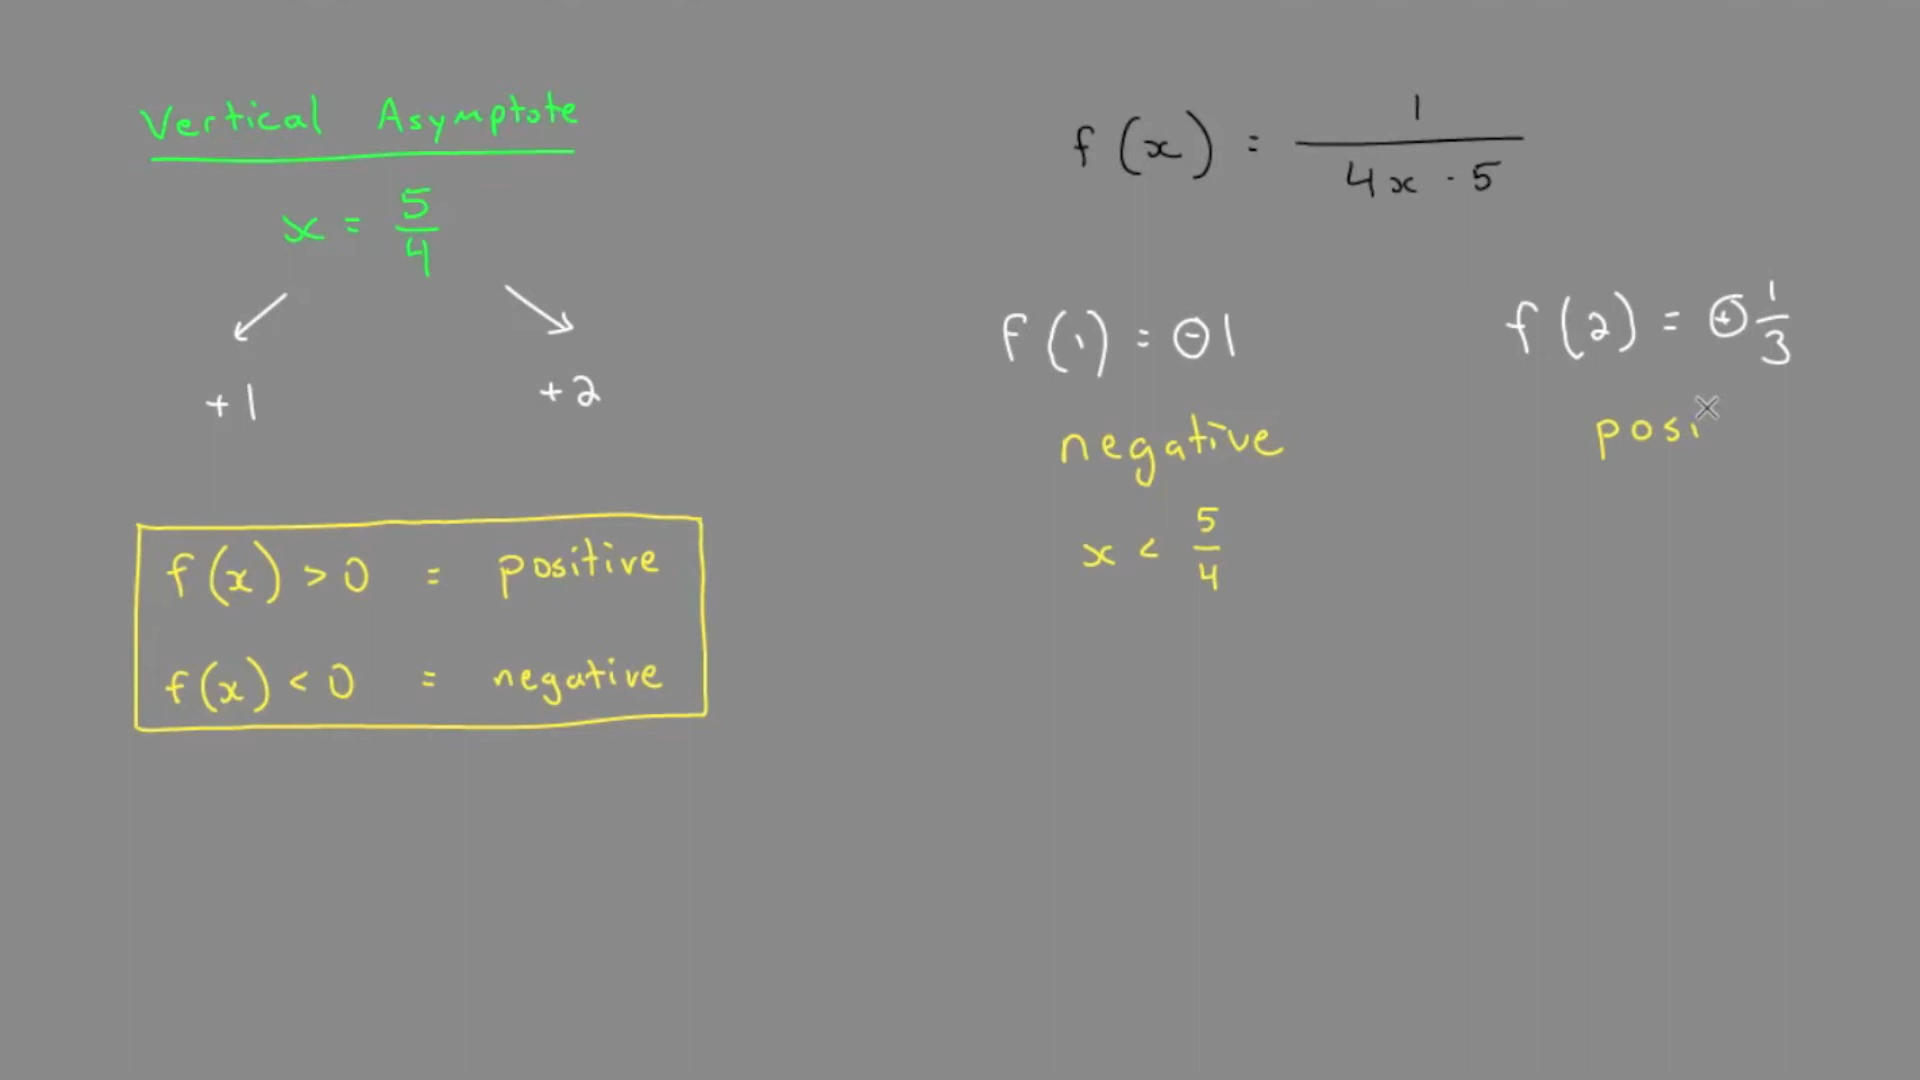 Vertical Asymptote
x = 5/4
+1
+2
f(x) > 0 = positive
f(x) < 0 = negative
f(x) = 1/(4x - 5)
f(1) = ⊖1
negative
x < 5/4
f(2) = ⊕1/3
posi